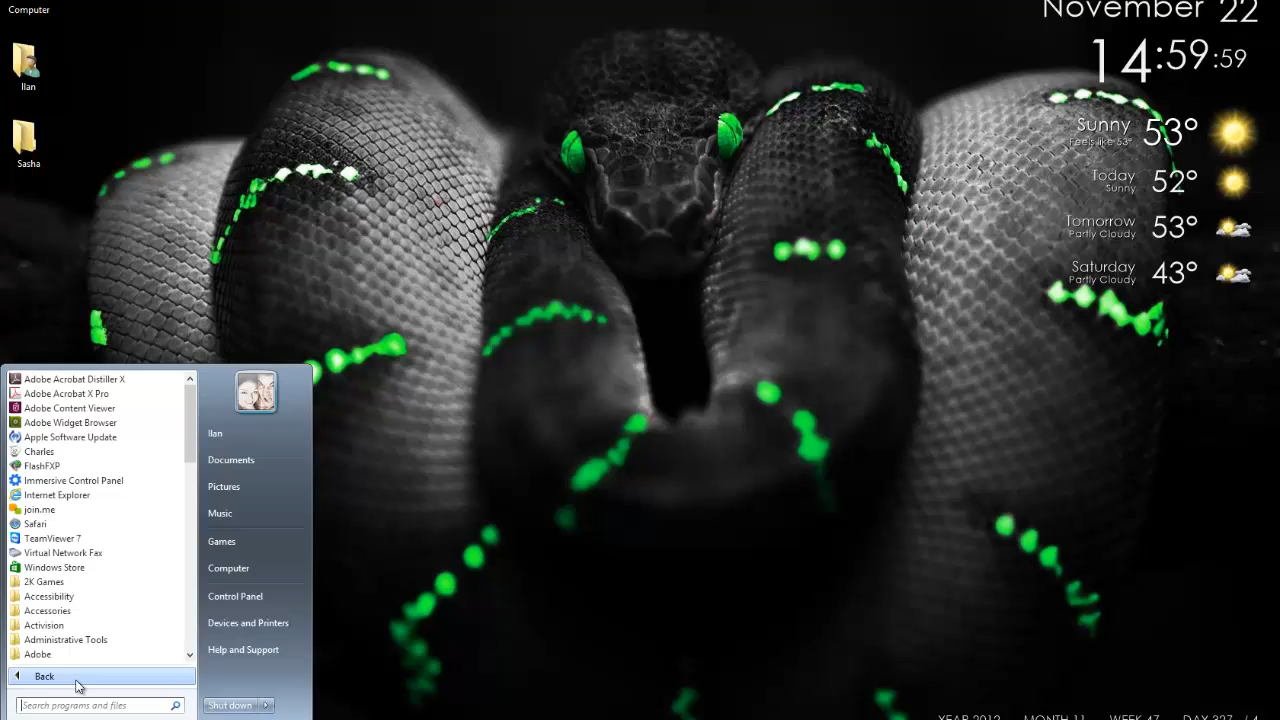 Computer
Ilan
Sasha
November 22
14:59:59
Sunny
Feels like 53°
53°
Today
Sunny
52°
Tomorrow
Partly Cloudy
53°
Saturday
Partly Cloudy
43°
Adobe Acrobat Distiller X
Adobe Acrobat X Pro
Adobe Content Viewer
Adobe Widget Browser
Apple Software Update
Charles
FlashFXP
Immersive Control Panel
Internet Explorer
join.me
Safari
TeamViewer 7
Virtual Network Fax
Windows Store
2K Games
Accessibility
Accessories
Activision
Administrative Tools
Adobe
Back
Search programs and files
Ilan
Documents
Pictures
Music
Games
Computer
Control Panel
Devices and Printers
Help and Support
Shut down
YEAR 2012 MONTH 11 WEEK 47 DAY 327 / 4